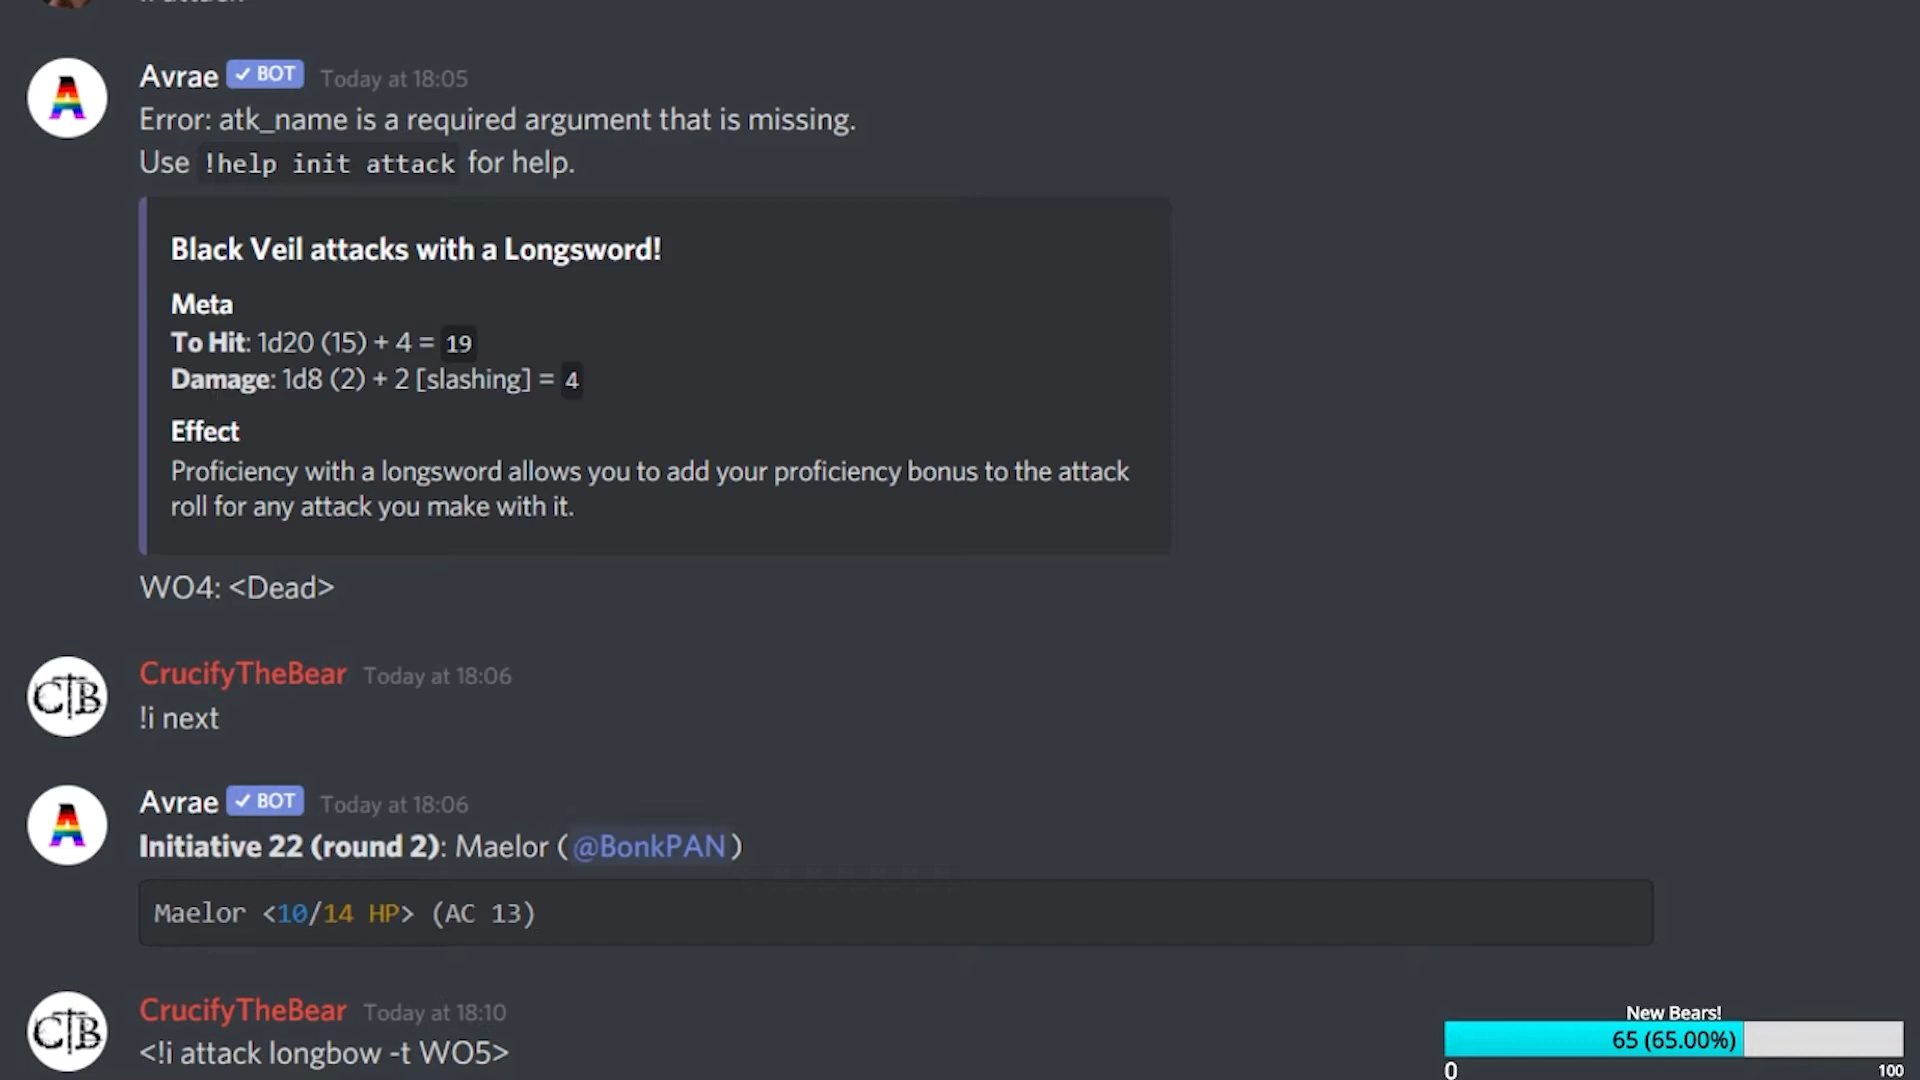 A
Avrae ✓ BOT Today at 18:05
Error: atk_name is a required argument that is missing.
Use !help init attack for help.
Black Veil attacks with a Longsword!
Meta
To Hit: 1d20 (15) + 4 = 19
Damage: 1d8 (2) + 2 [slashing] = 4
Effect
Proficiency with a longsword allows you to add your proficiency bonus to the attack
roll for any attack you make with it.
WO4: <Dead>
CTB
CrucifyTheBear Today at 18:06
!i next
A
Avrae ✓ BOT Today at 18:06
Initiative 22 (round 2): Maelor (@BonkPAN)
Maelor <10/14 HP> (AC 13)
CTB
CrucifyTheBear Today at 18:10
<!i attack longbow -t WO5>
New Bears!
65 (65.00%)
0 100